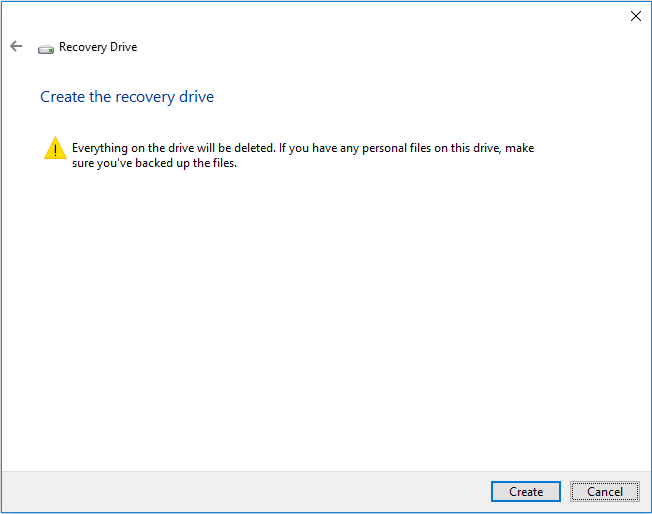 Recovery Drive
Create the recovery drive
Everything on the drive will be deleted. If you have any personal files on this drive, make
sure you've backed up the files.
Create
Cancel